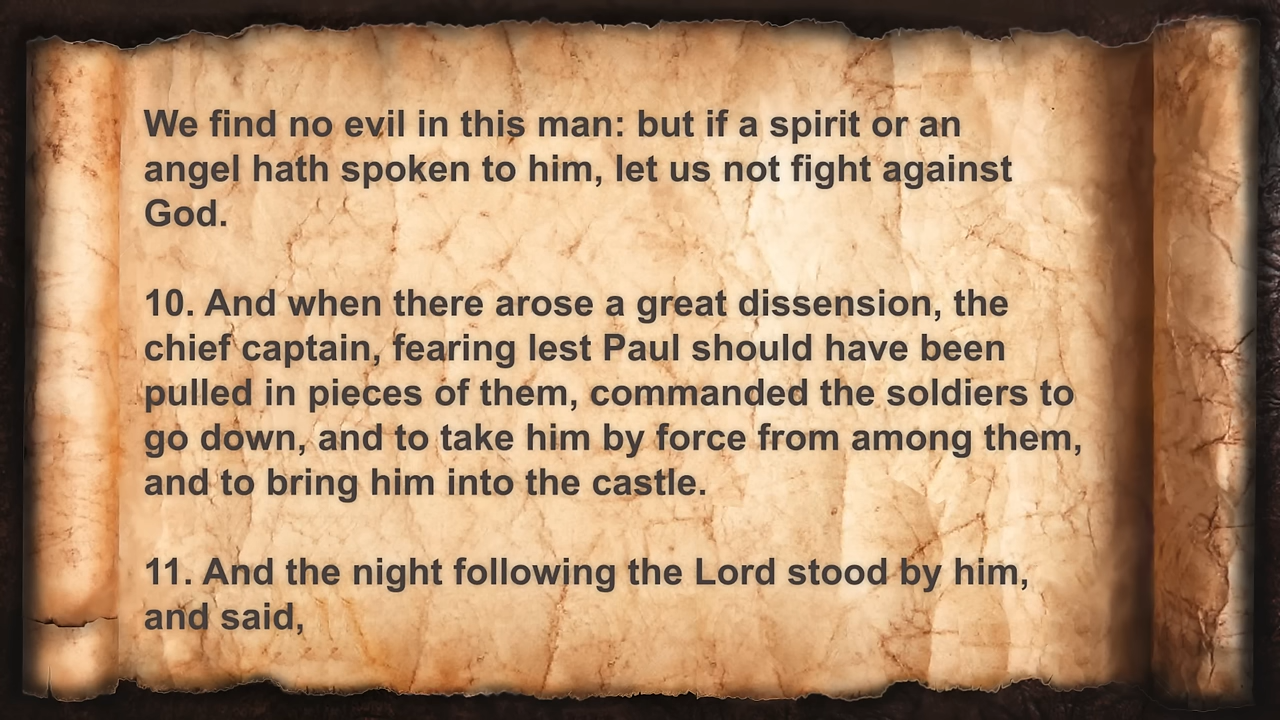 We find no evil in this man: but if a spirit or an
angel hath spoken to him, let us not fight against
God.
10. And when there arose a great dissension, the
chief captain, fearing lest Paul should have been
pulled in pieces of them, commanded the soldiers to
go down, and to take him by force from among them,
and to bring him into the castle.
11. And the night following the Lord stood by him,
and said,